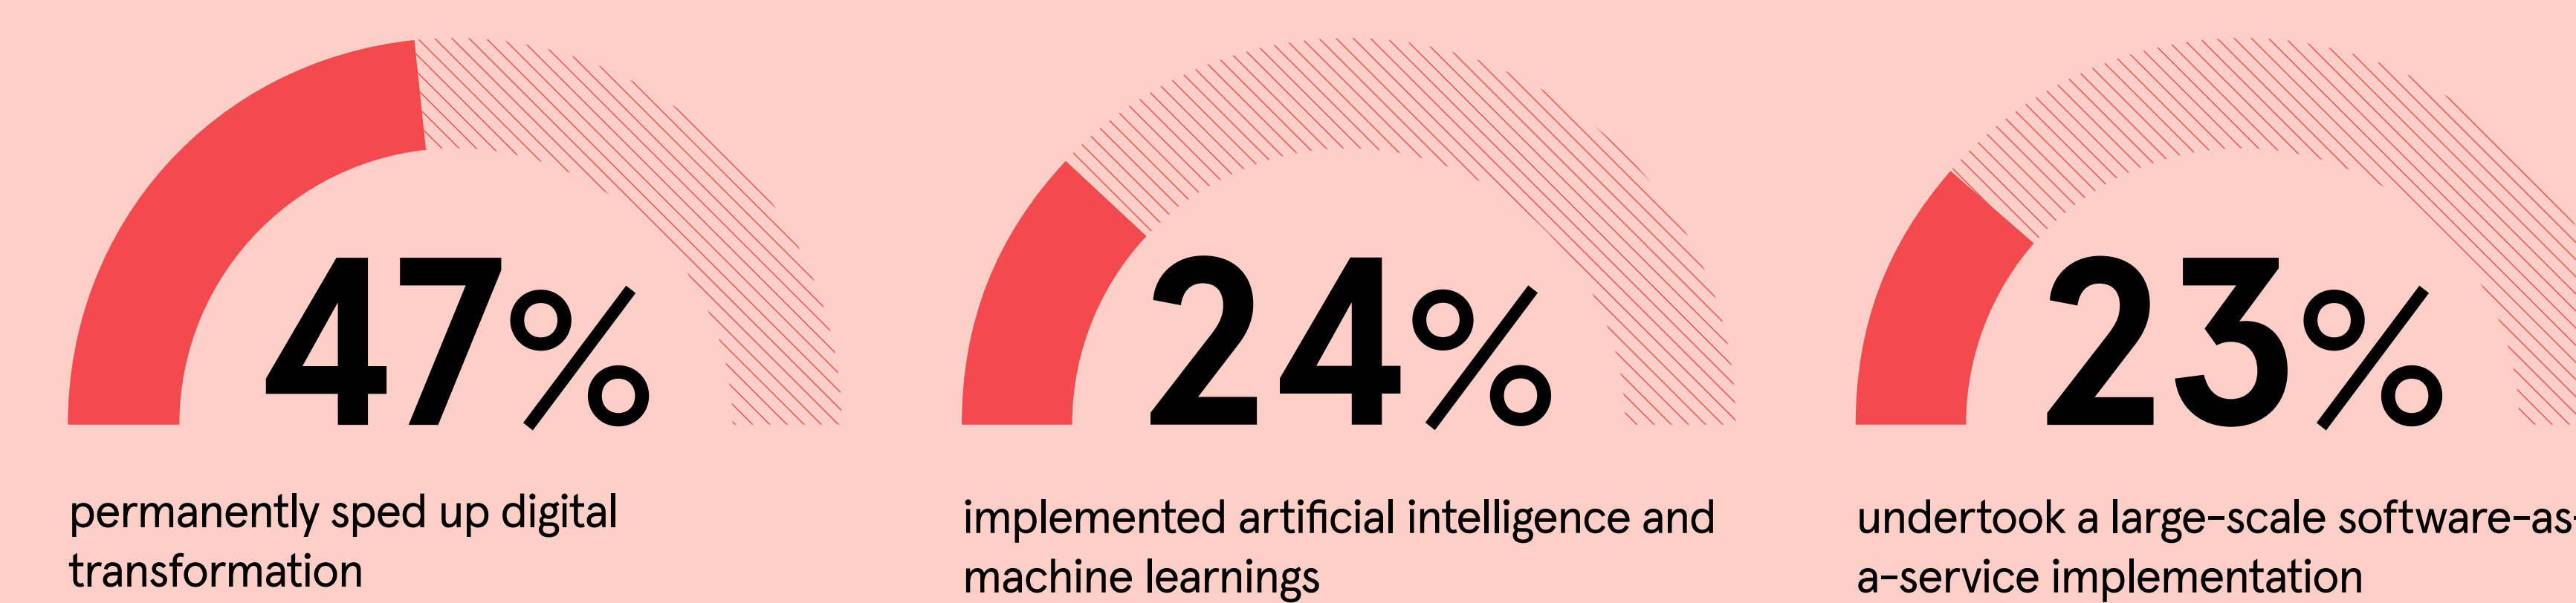 47%
permanently sped up digital
transformation
24%
implemented artificial intelligence and
machine learnings
23%
undertook a large-scale software-as-
a-service implementation